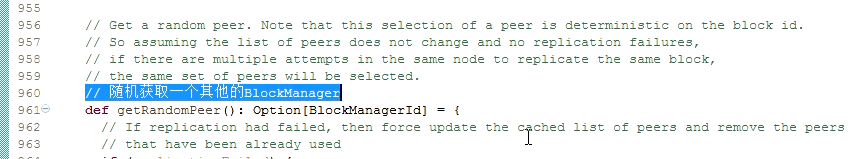 955
956 // Get a random peer. Note that this selection of a peer is deterministic on the block id.
957 // So assuming the list of peers does not change and no replication failures,
958 // if there are multiple attempts in the same node to replicate the same block,
959 // the same set of peers will be selected.
960 // 随机获取一个其他的BlockManager
961 def getRandomPeer(): Option[BlockManagerId] = {
962 // If replication had failed, then force update the cached list of peers and remove the peers
963 // that have been already used